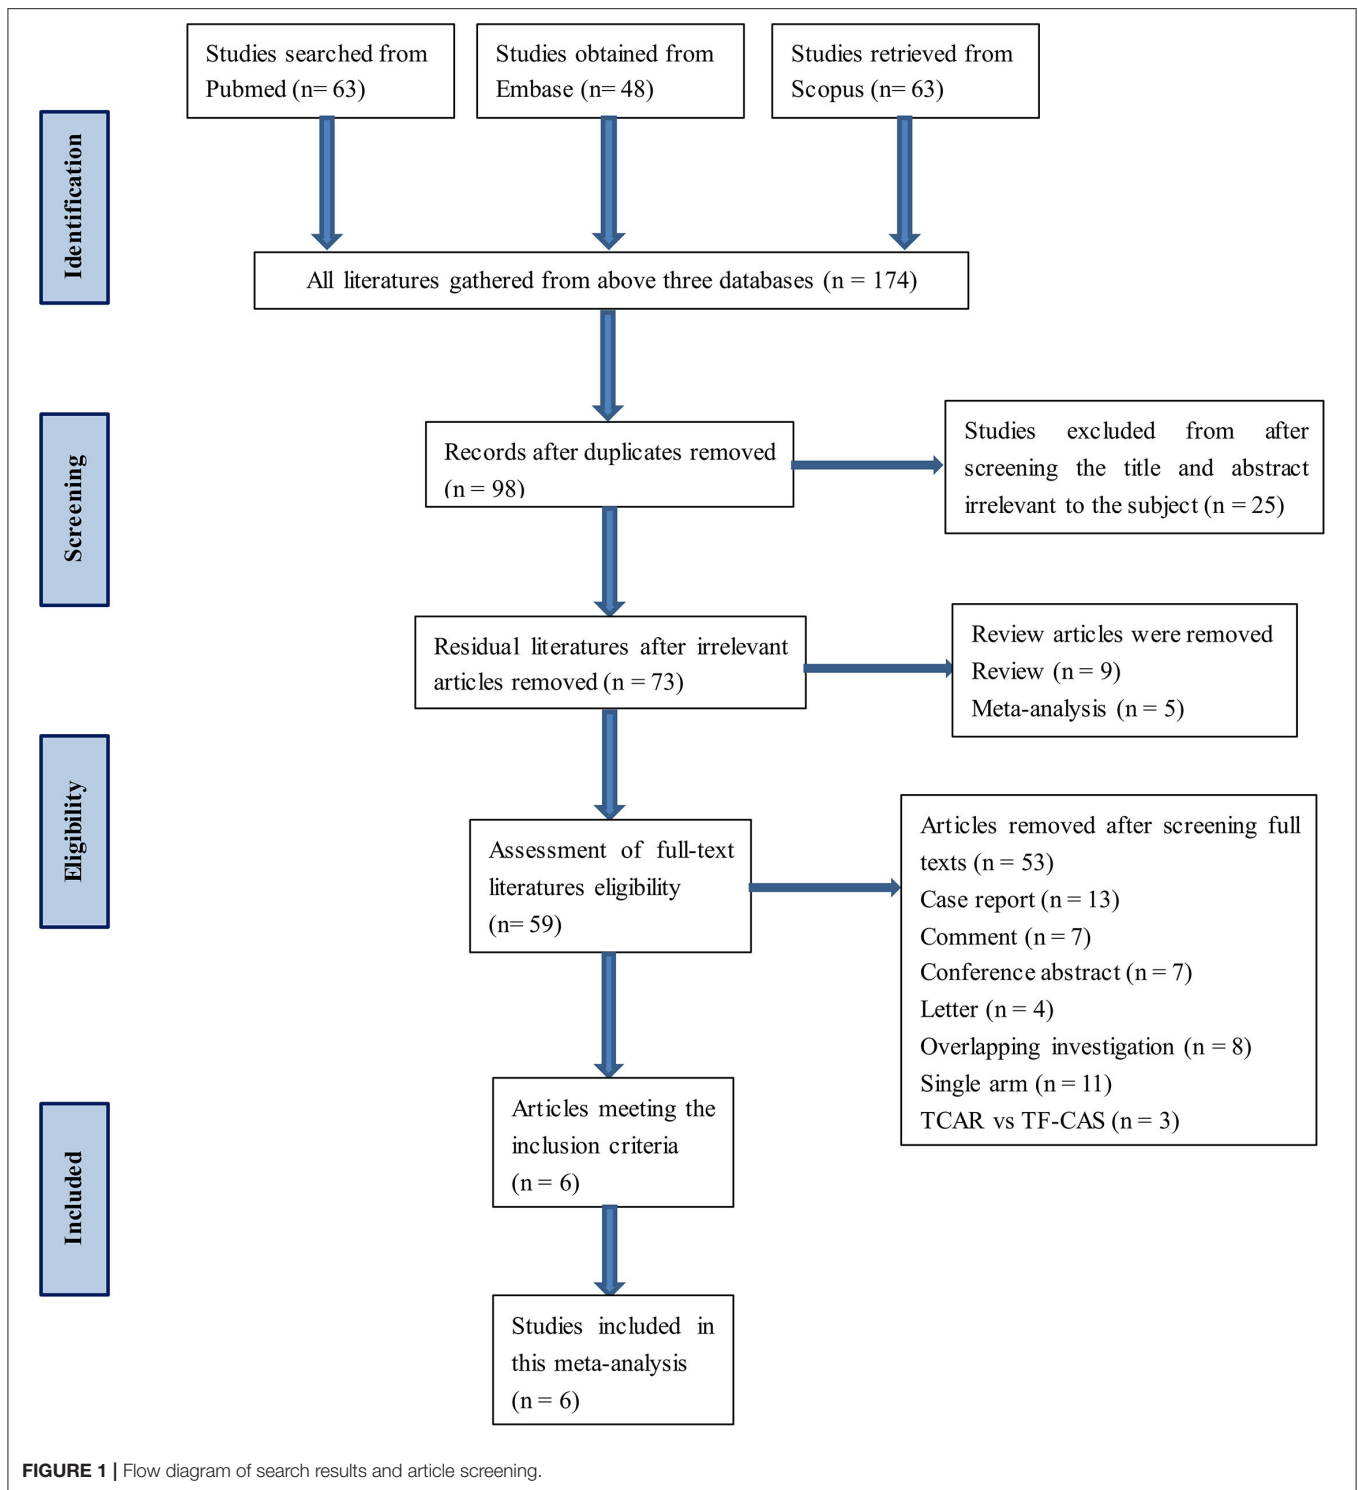 Studies searched from
Pubmed (n= 63)
Studies obtained from
Embase (n= 48)
Studies retrieved from
Scopus (n= 63)
Identification
All literatures gathered from above three databases (n = 174)
Screening
Records after duplicates removed
(n = 98)
Studies excluded from after
screening the title and abstract
irrelevant to the subject (n = 25)
Residual literatures after irrelevant
articles removed (n = 73)
Review articles were removed
Review (n = 9)
Meta-analysis (n = 5)
Eligibility
Assessment of full-text
literatures eligibility
(n= 59)
Articles removed after screening full
texts (n = 53)
Case report (n = 13)
Comment (n = 7)
Conference abstract (n = 7)
Letter (n = 4)
Overlapping investigation (n = 8)
Single arm (n = 11)
TCAR vs TF-CAS (n = 3)
Included
Articles meeting the
inclusion criteria
(n = 6)
Studies included in
this meta-analysis
(n = 6)
FIGURE 1 | Flow diagram of search results and article screening.